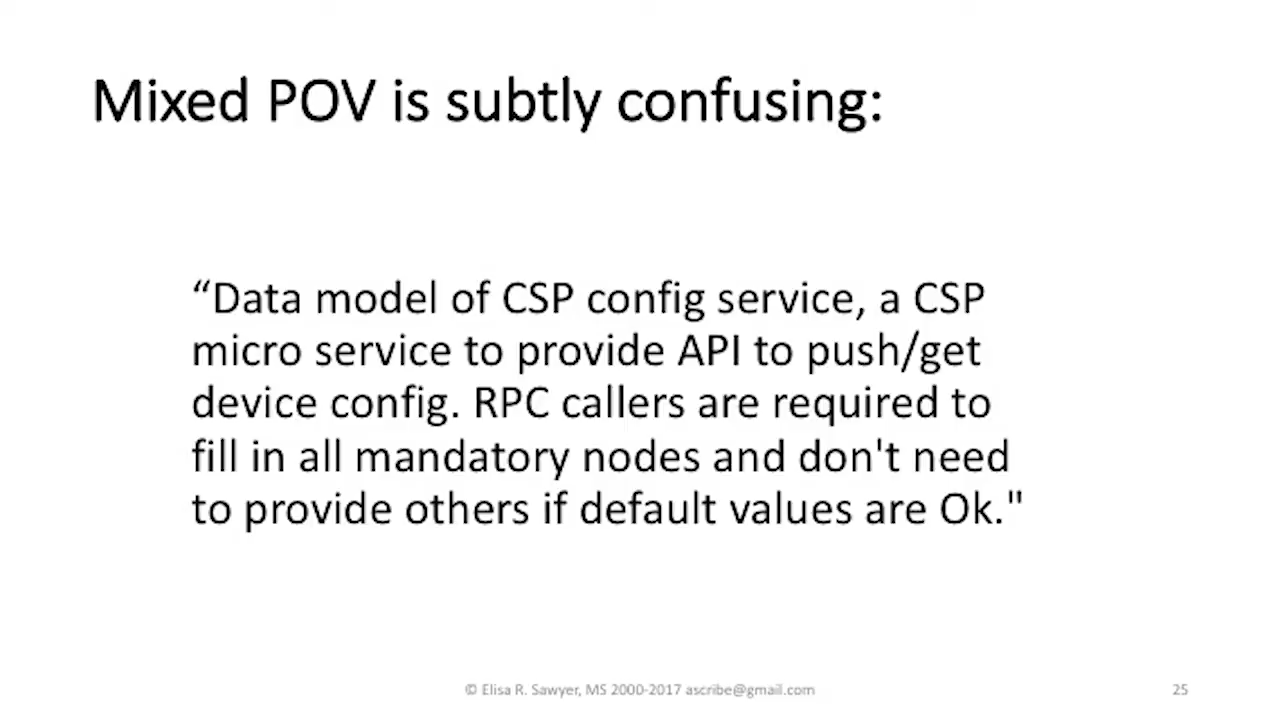 Mixed POV is subtly confusing:
“Data model of CSP config service, a CSP
micro service to provide API to push/get
device config. RPC callers are required to
fill in all mandatory nodes and don't need
to provide others if default values are Ok."
© Elisa R. Sawyer, MS 2000-2017 ascribe@gmail.com
25